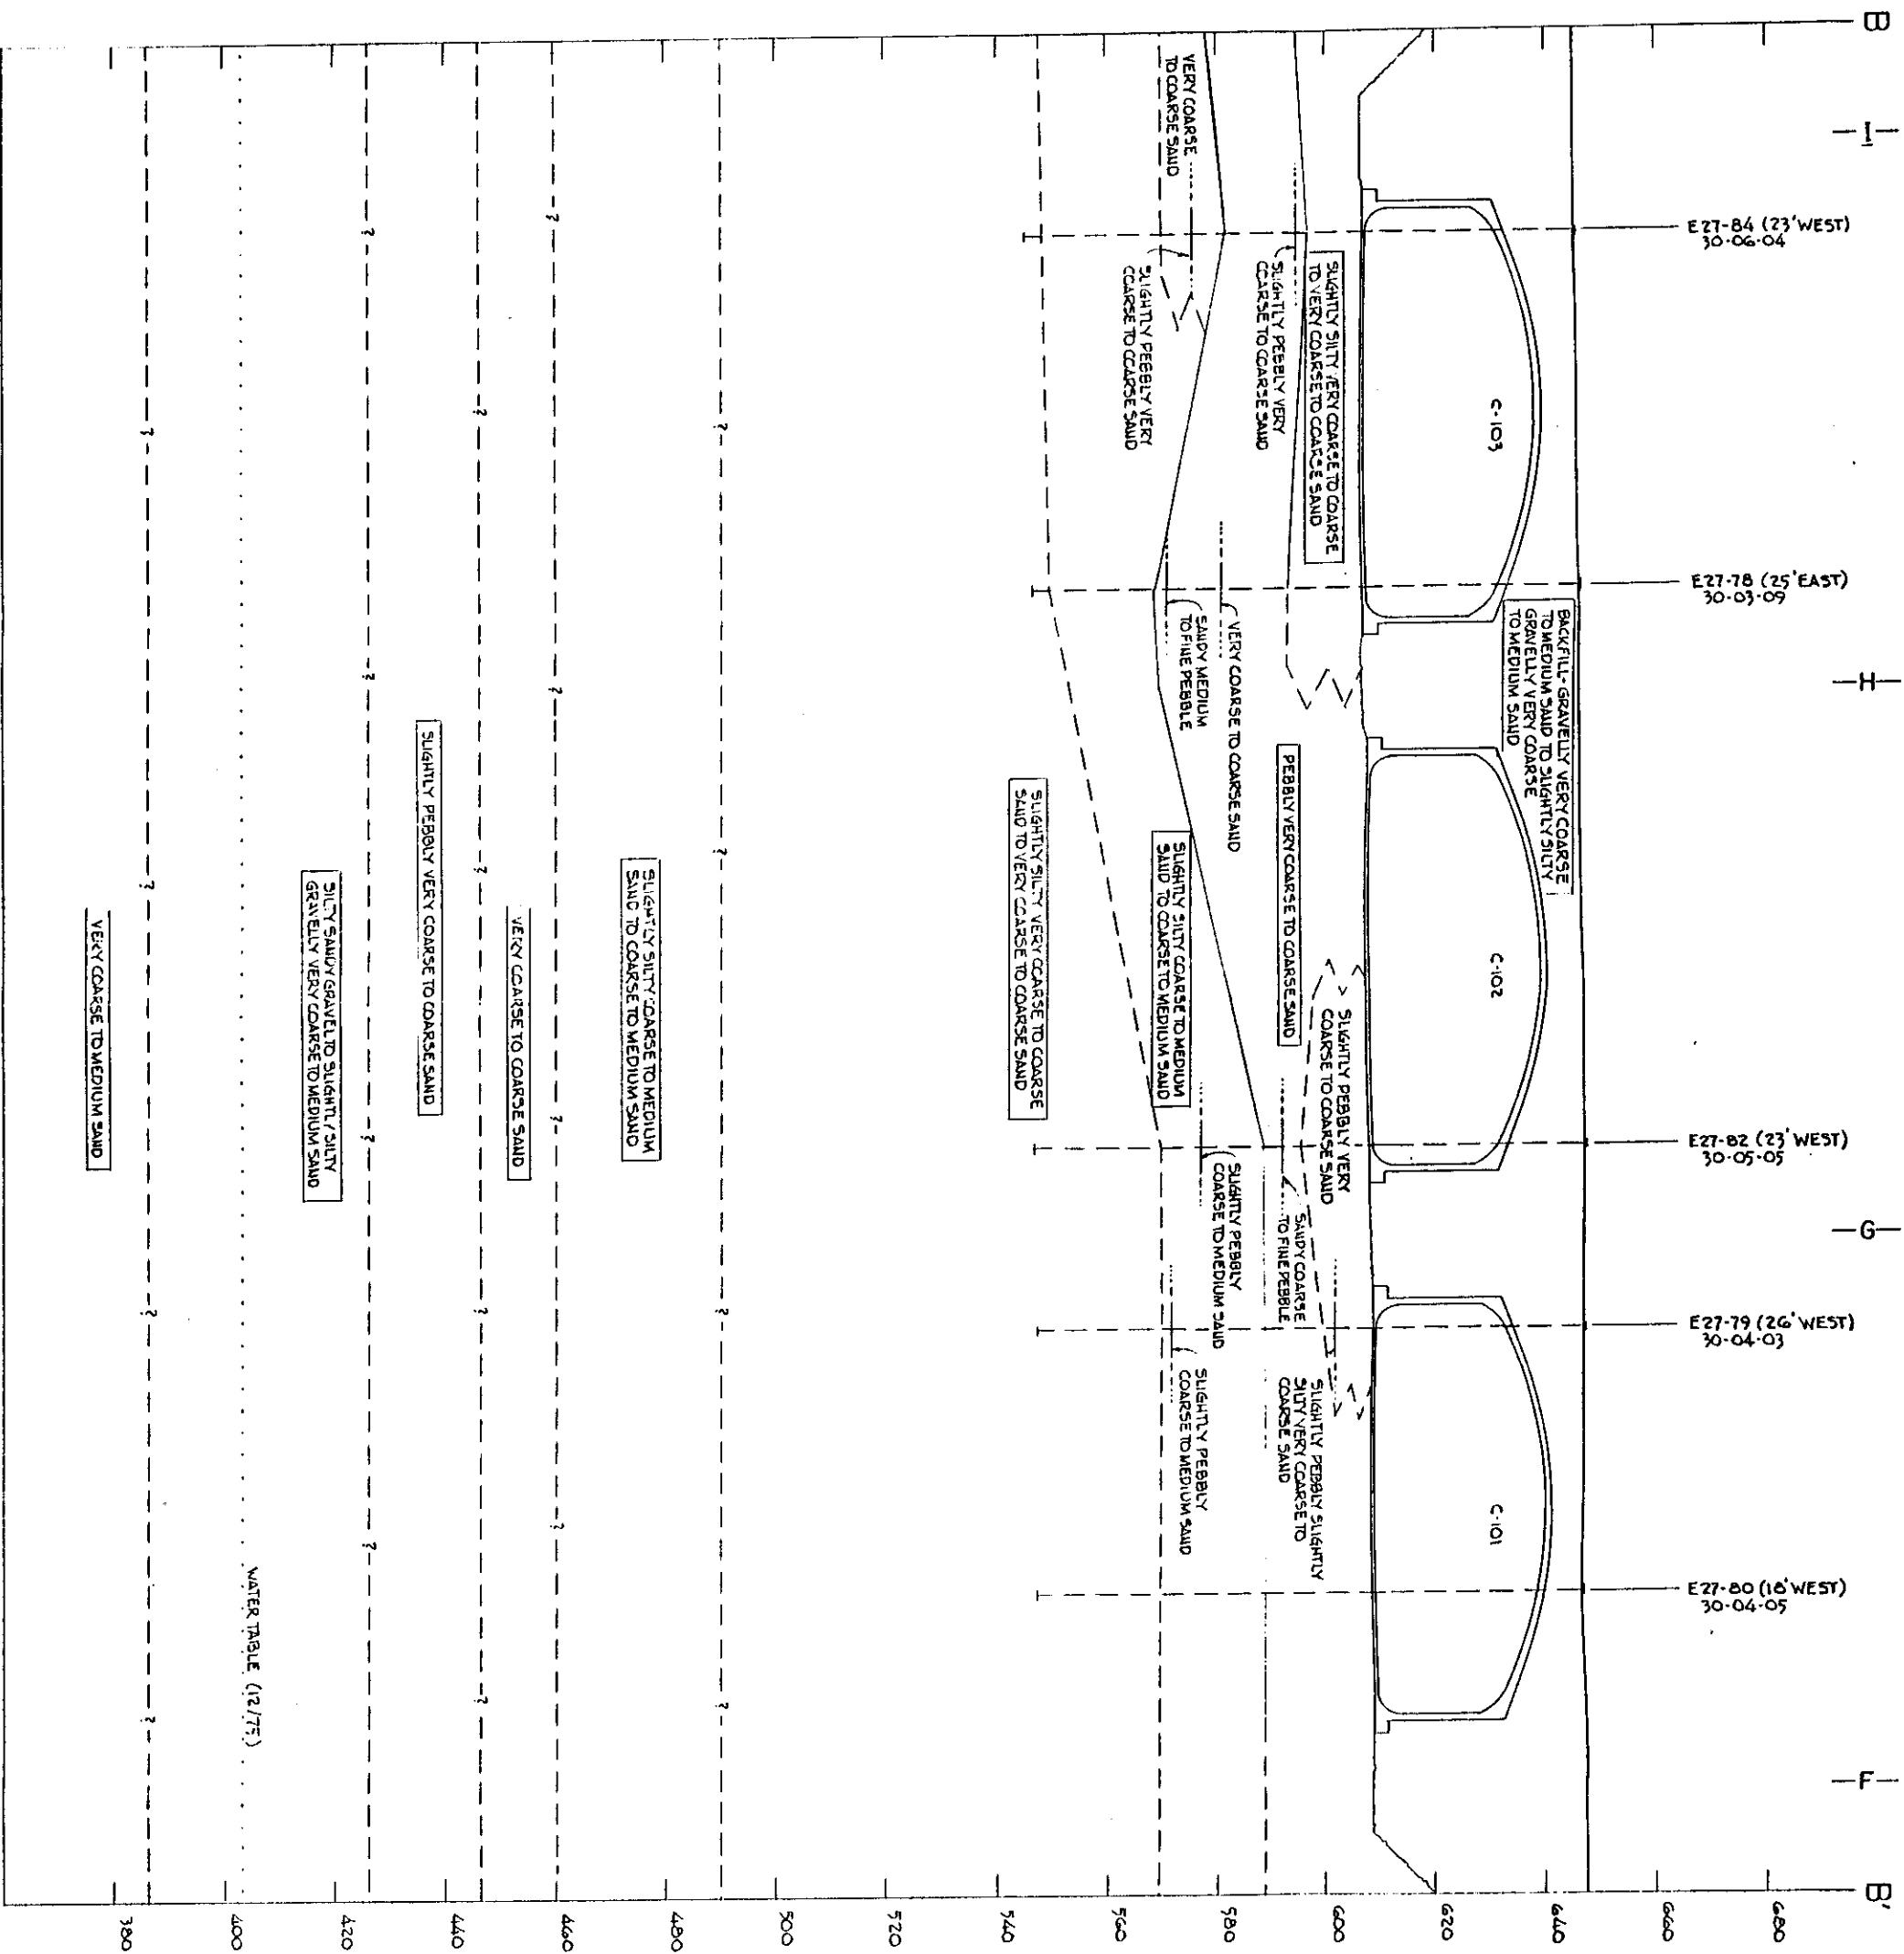 B
I
H
G
F
B'
E27-84 (23'WEST)
30-06-04
E27-78 (25'EAST)
30-03-09
E27-82 (23'WEST)
30-05-05
E27-79 (26'WEST)
30-04-03
E27-80 (18'WEST)
30-04-05
680
660
640
620
600
580
560
540
520
500
480
460
440
420
400
380
C-103
C-102
C-101
BACKFILL-GRAVELLY VERY COARSE
TO MEDIUM SAND TO SLIGHTLY SILTY
GRAVELLY VERY COARSE
TO MEDIUM SAND
SLIGHTLY SILTY VERY COARSE TO COARSE
TO VERY COARSE TO COARSE SAND
SLIGHTLY PEBBLY VERY
COARSE TO COARSE SAND
VERY COARSE
TO COARSE SAND
SLIGHTLY PEBBLY VERY
COARSE TO COARSE SAND
VERY COARSE TO COARSE SAND
SANDY MEDIUM
TO FINE PEBBLE
PEBBLY VERY COARSE TO COARSE SAND
SLIGHTLY PEBBLY VERY
COARSE TO COARSE SAND
SANDY COARSE
TO FINE PEBBLE
SLIGHTLY PEBBLY SLIGHTLY
SILTY VERY COARSE TO
COARSE SAND
SLIGHTLY PEBBLY
COARSE TO MEDIUM SAND
SLIGHTLY PEBBLY
COARSE TO MEDIUM SAND
SLIGHTLY SILTY COARSE TO MEDIUM
SAND TO COARSE TO MEDIUM SAND
SLIGHTLY SILTY VERY COARSE TO COARSE
SAND TO VERY COARSE TO COARSE SAND
? ? ? ?
SLIGHTLY SILTY COARSE TO MEDIUM
SAND TO COARSE TO MEDIUM SAND
? ? ? ?
VERY COARSE TO COARSE SAND
? ? ? ?
SLIGHTLY PEBBLY VERY COARSE TO COARSE SAND
? ? ? ?
SILTY SANDY GRAVEL TO SLIGHTLY SILTY
GRAVELLY VERY COARSE TO MEDIUM SAND
WATER TABLE (12/75)
? ? ? ?
VERY COARSE TO MEDIUM SAND